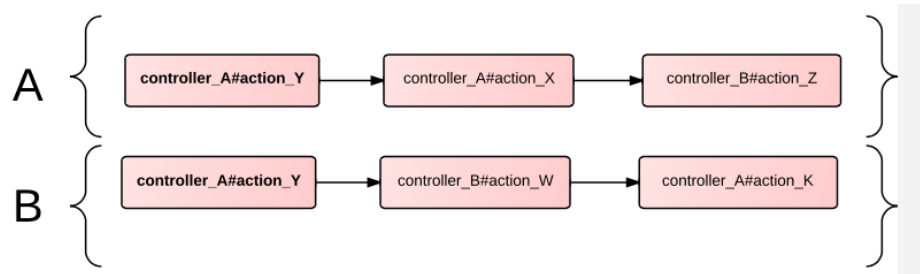 A
controller_A#action_Y
controller_A#action_X
controller_B#action_Z
B
controller_A#action_Y
controller_B#action_W
controller_A#action_K